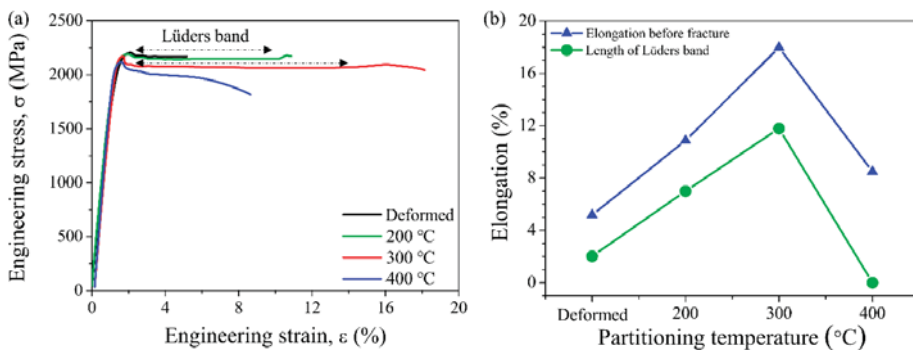 (a)
Engineering stress, σ (MPa)
2500
2000
1500
1000
500
0
Lüders band
Deformed
200 °C
300 °C
400 °C
0 4 8 12 16 20
Engineering strain, ε (%)
(b)
Elongation (%)
16
12
8
4
0
Elongation before fracture
Length of Lüders band
Deformed 200 300 400
Partitioning temperature (°C)